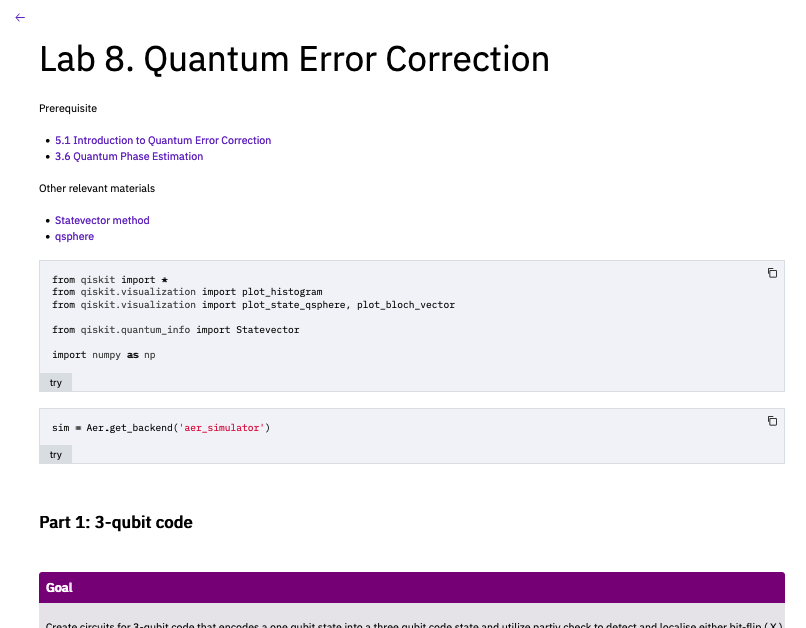 ←
Lab 8. Quantum Error Correction
Prerequisite
• 5.1 Introduction to Quantum Error Correction
• 3.6 Quantum Phase Estimation
Other relevant materials
• Statevector method
• qsphere
from qiskit import ★
from qiskit.visualization import plot_histogram
from qiskit.visualization import plot_state_qsphere, plot_bloch_vector
from qiskit.quantum_info import Statevector
import numpy as np
try
sim = Aer.get_backend('aer_simulator')
try
Part 1: 3-qubit code
Goal
Create circuits for 3-qubit code that encodes a one qubit state into a three qubit code state and utilize partiy check to detect and localise either bit-flip ( X )